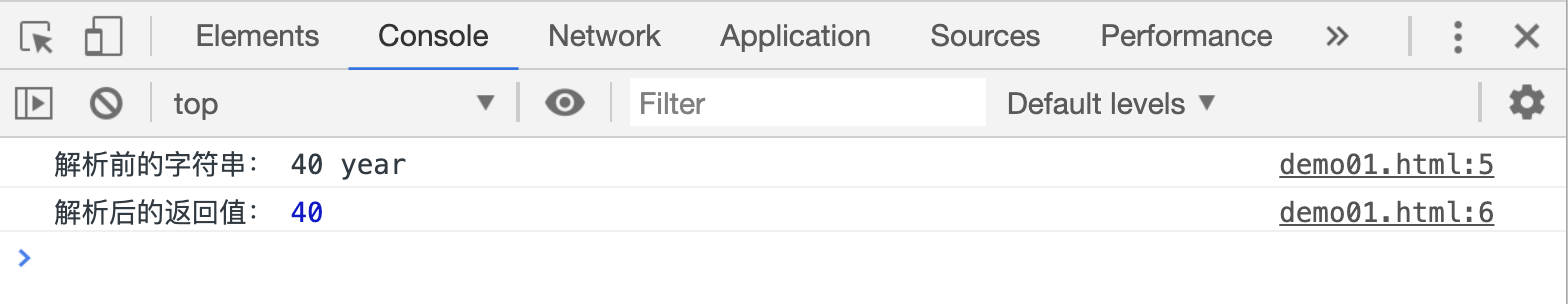 Elements Console Network Application Sources Performance »
top Filter Default levels
解析前的字符串: 40 year demo01.html:5
解析后的返回值: 40 demo01.html:6